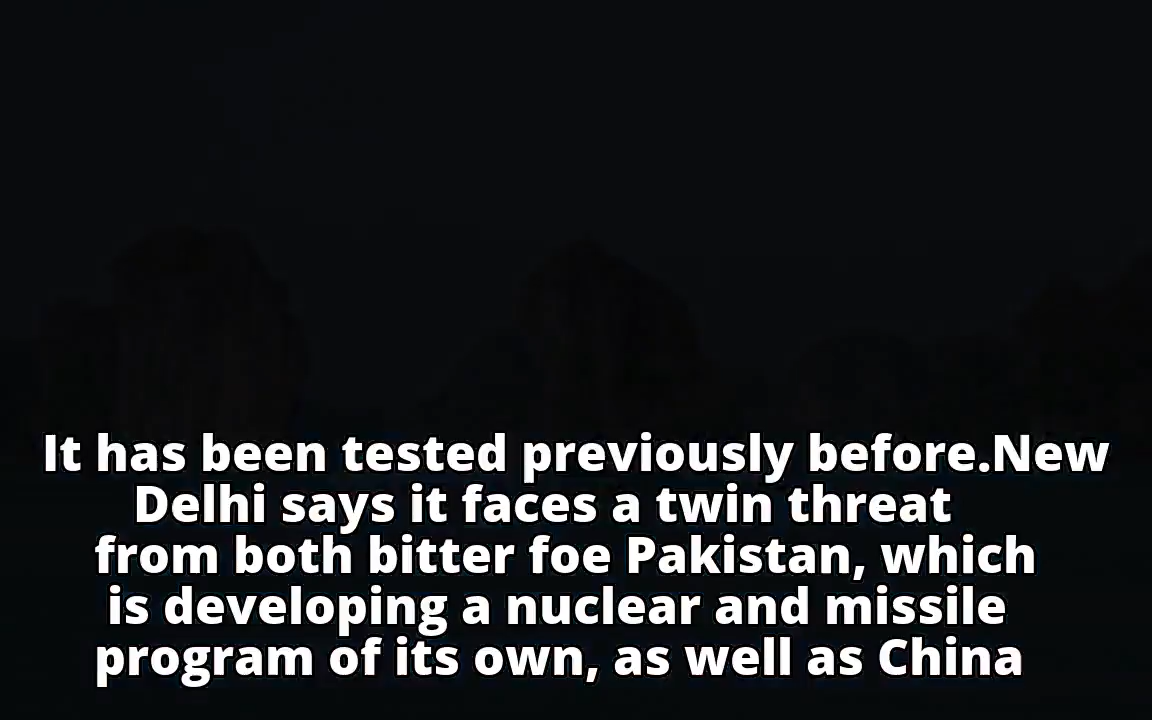 It has been tested previously before.New
Delhi says it faces a twin threat
from both bitter foe Pakistan, which
is developing a nuclear and missile
program of its own, as well as China